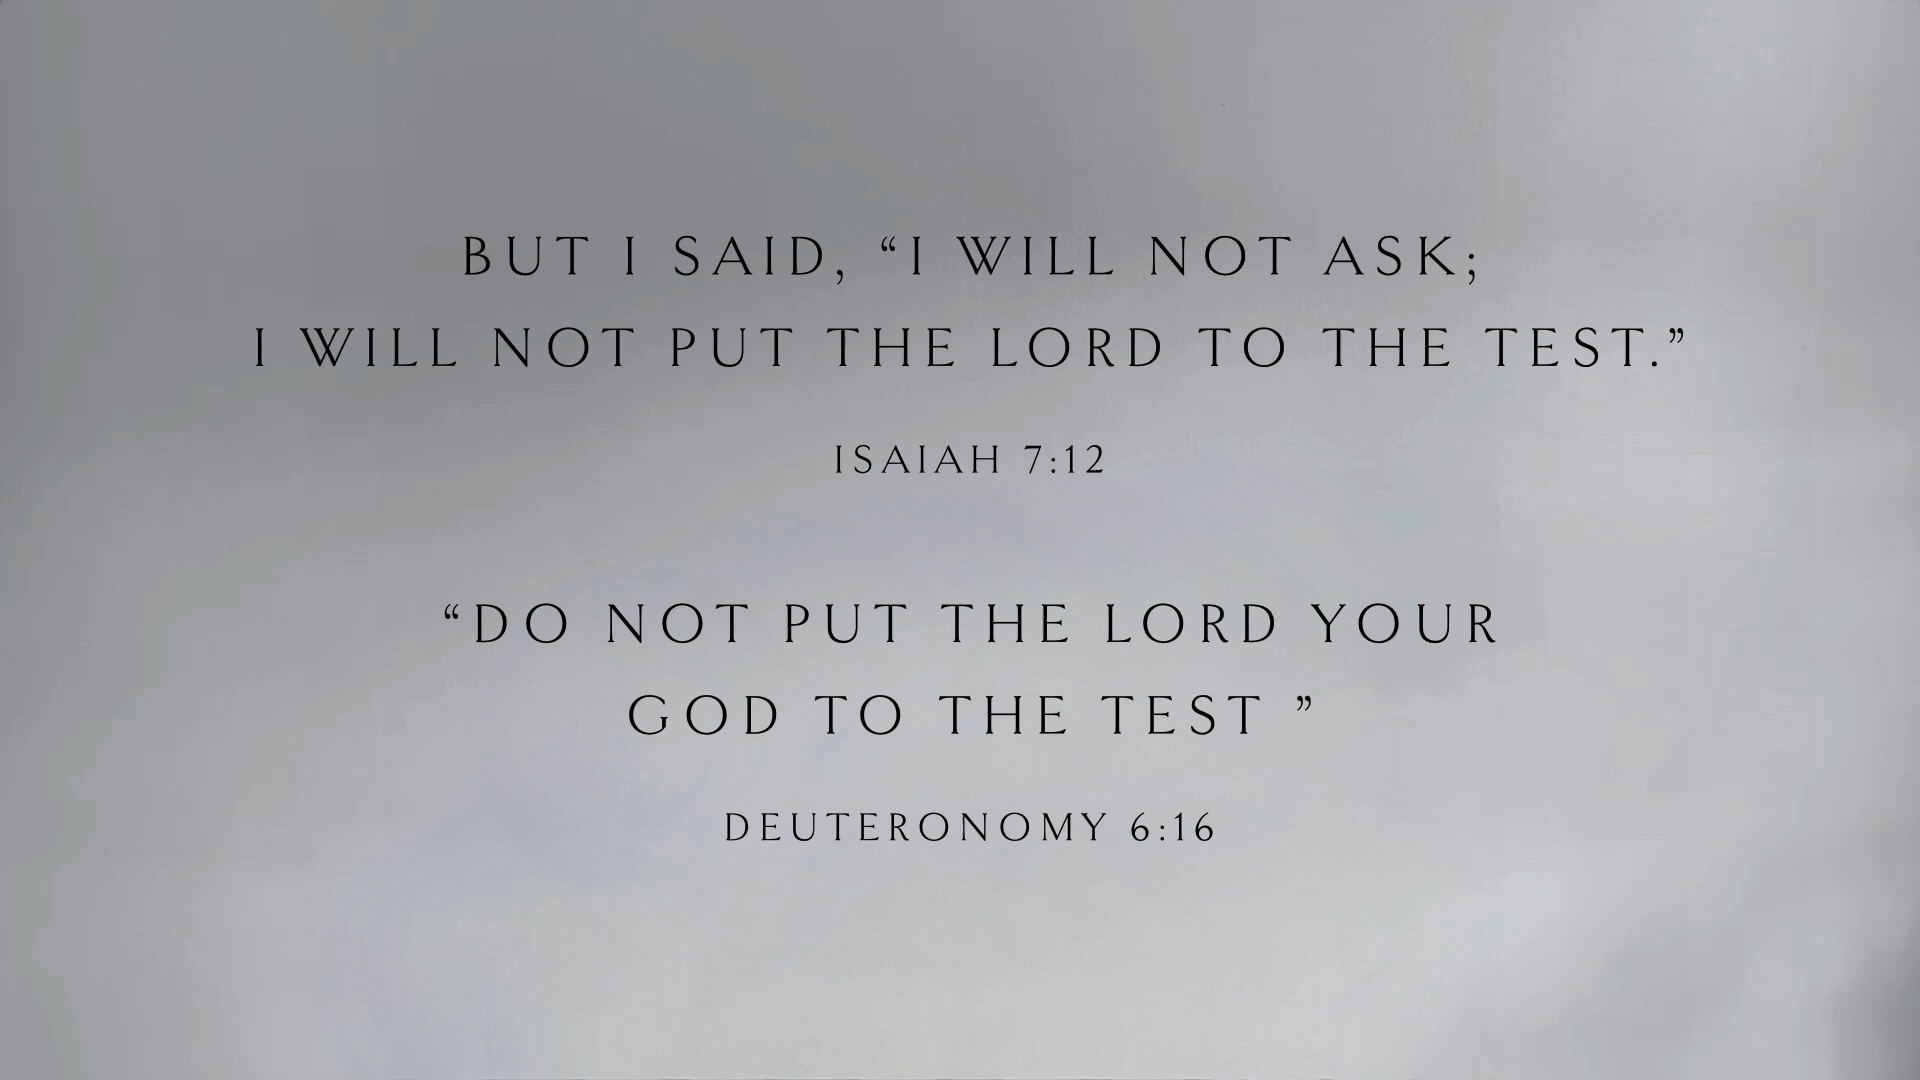 BUT I SAID, “I WILL NOT ASK;
I WILL NOT PUT THE LORD TO THE TEST.”
ISAIAH 7:12
“DO NOT PUT THE LORD YOUR
GOD TO THE TEST ”
DEUTERONOMY 6:16